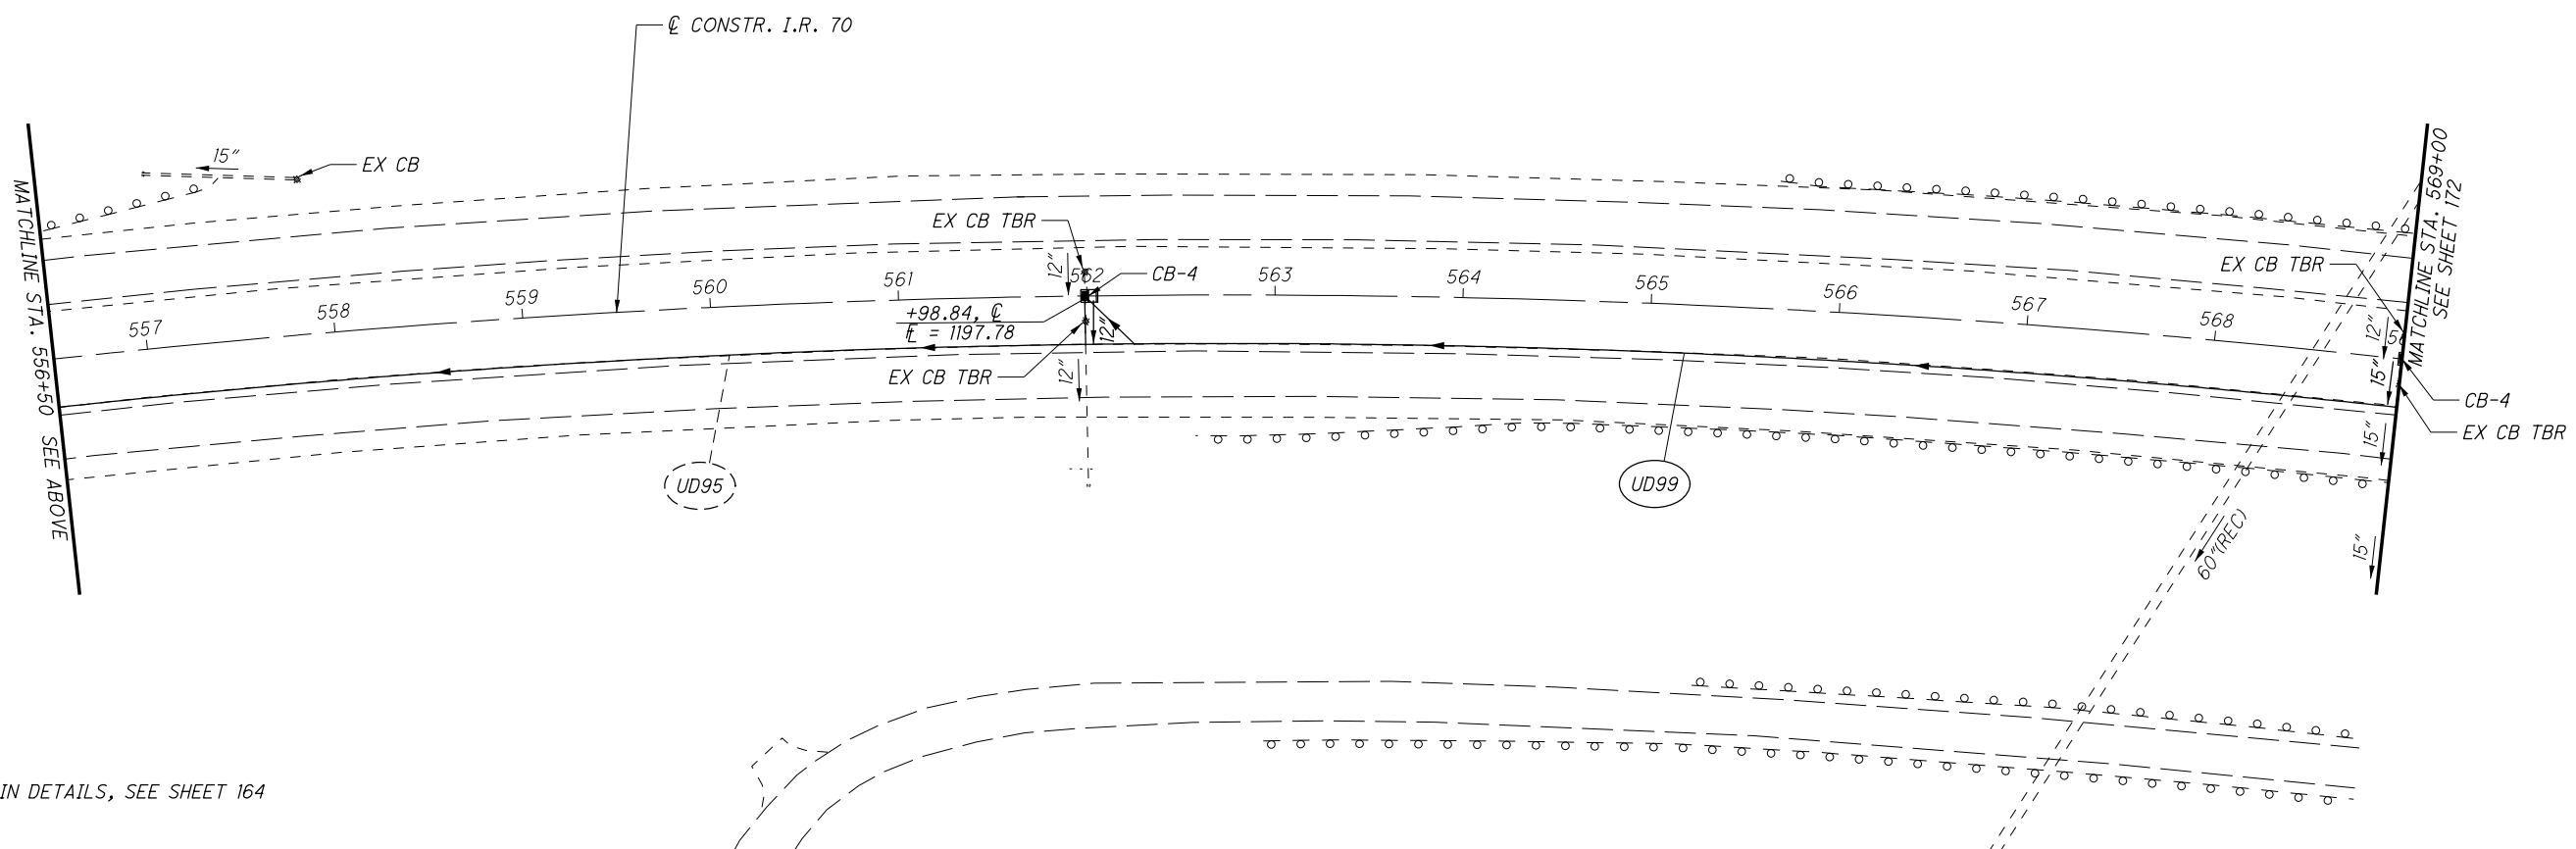 ℄ CONSTR. I.R. 70
15"
EX CB
MATCHLINE STA. 556+50 SEE ABOVE
557
558
559
560
561
562
563
564
565
566
567
568
EX CB TBR
12"
CB-4
+98.84, ℄
℄ = 1197.78
12"
EX CB TBR
12"
UD95
UD99
EX CB TBR
MATCHLINE STA. 569+00
SEE SHEET 172
12"
15"
CB-4
EX CB TBR
15"
15"
60"(REC)
IN DETAILS, SEE SHEET 164